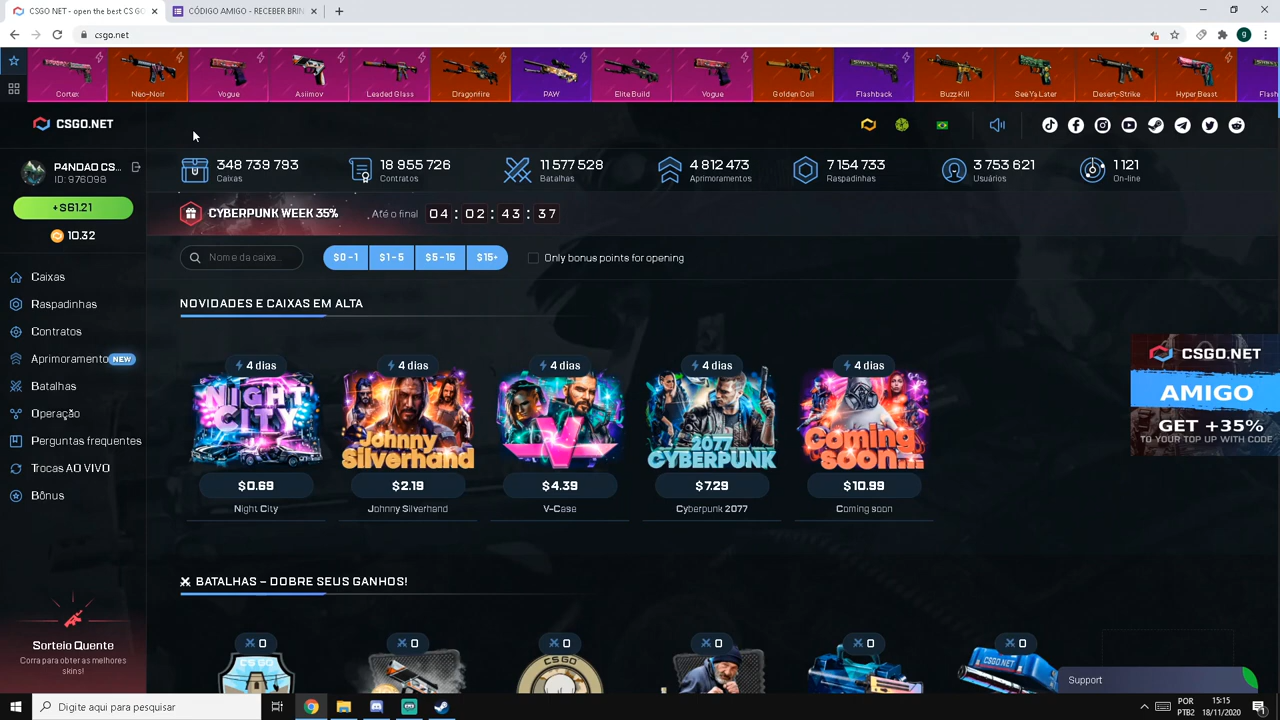 CSGO NET - open the best CS GO
CÓDIGO AMIGO - RECEBER BRIN
csgo.net
Cortex
Neo-Noir
Vogue
Asiimov
Leaded Glass
Dragonfire
PAW
Elite Build
Vogue
Golden Coil
Flashback
Buzz Kill
See Ya Later
Desert-Strike
Hyper Beast
Flash
CSGO.NET
P4NDAO CS...
ID: 976098
+$61.21
10.32
348 739 793
Caixas
18 955 726
Contratos
11 577 528
Batalhas
4 812 473
Aprimoramentos
7 154 733
Raspadinhas
3 753 621
Usuários
1 121
On-line
CYBERPUNK WEEK 35%
Até o final
04 : 02 : 43 : 37
Nome de caixa...
$0 - 1
$1 - 5
$5 - 15
$15+
Only bonus points for opening
Caixas
Raspadinhas
Contratos
Aprimoramento
NEW
Batalhas
Operação
Perguntas frequentes
Trocas AO VIVO
Bônus
Sorteio Quente
Corra para obter as melhores
skins!
NOVIDADES E CAIXAS EM ALTA
4 dias
4 dias
4 dias
4 dias
4 dias
NIGHT CITY
Johnny Silverhand
V
2077 CYBERPUNK
Coming soon...
$0.69
$2.19
$4.39
$7.29
$10.99
Night City
Johnny Silverhand
V-Case
Cyberpunk 2077
Coming soon
CSGO.NET
AMIGO
GET +35%
TO YOUR TOP UP WITH CODE
BATALHAS – DOBRE SEUS GANHOS!
0
0
0
0
0
0
CS GO
CS GO
CSGO.NET
Support
Digite aqui para pesquisar
POR
PTB2
15:15
18/11/2020